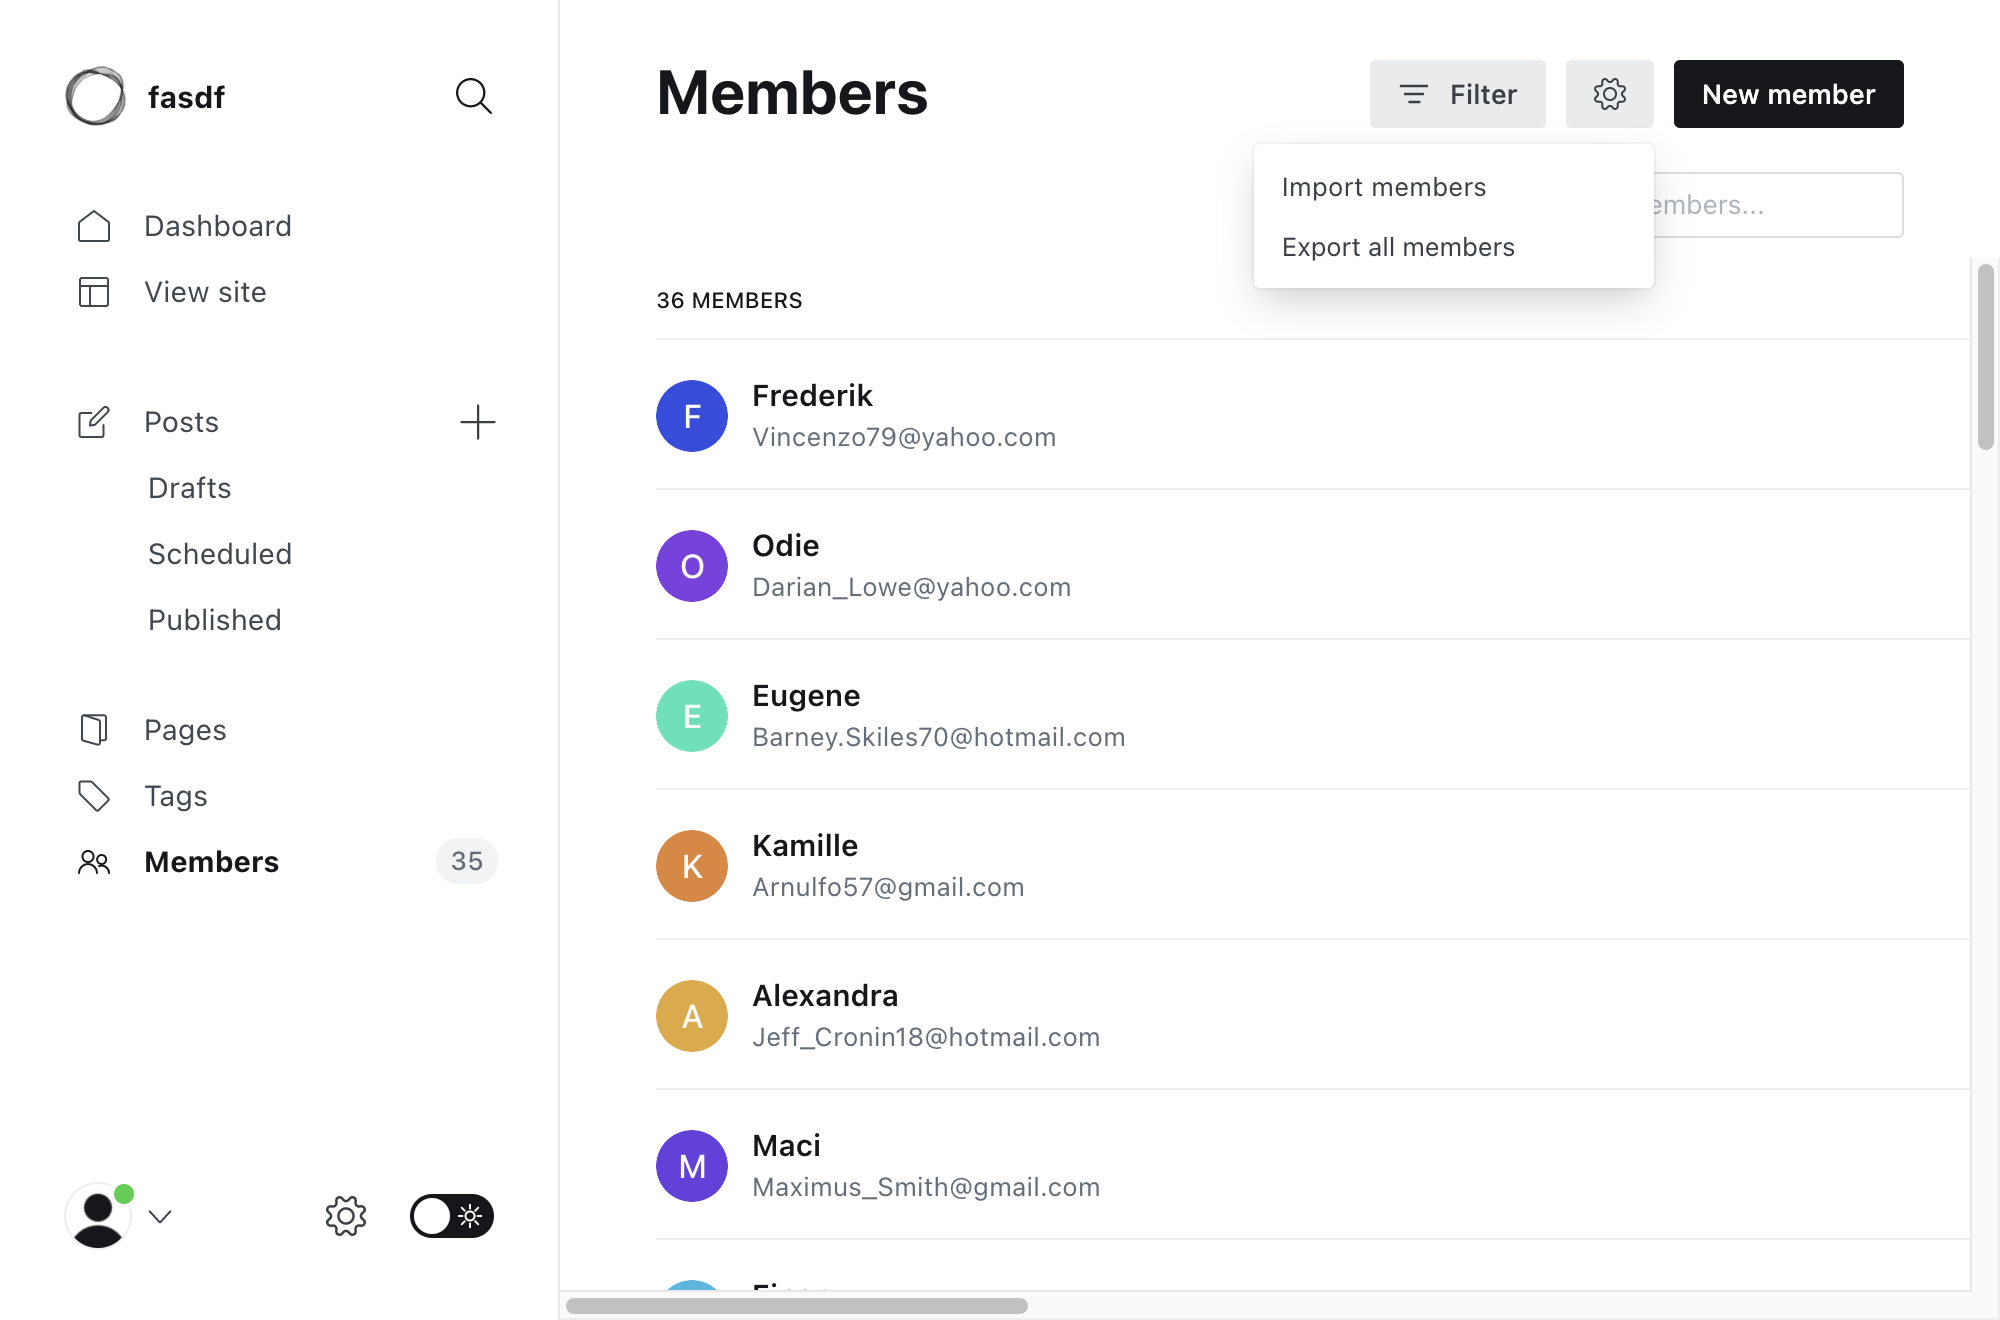 fasdf
Dashboard
View site
Posts
Drafts
Scheduled
Published
Pages
Tags
Members 35
Members
Filter
New member
Import members
Export all members
36 MEMBERS
F
Frederik
Vincenzo79@yahoo.com
O
Odie
Darian_Lowe@yahoo.com
E
Eugene
Barney.Skiles70@hotmail.com
K
Kamille
Arnulfo57@gmail.com
A
Alexandra
Jeff_Cronin18@hotmail.com
M
Maci
Maximus_Smith@gmail.com